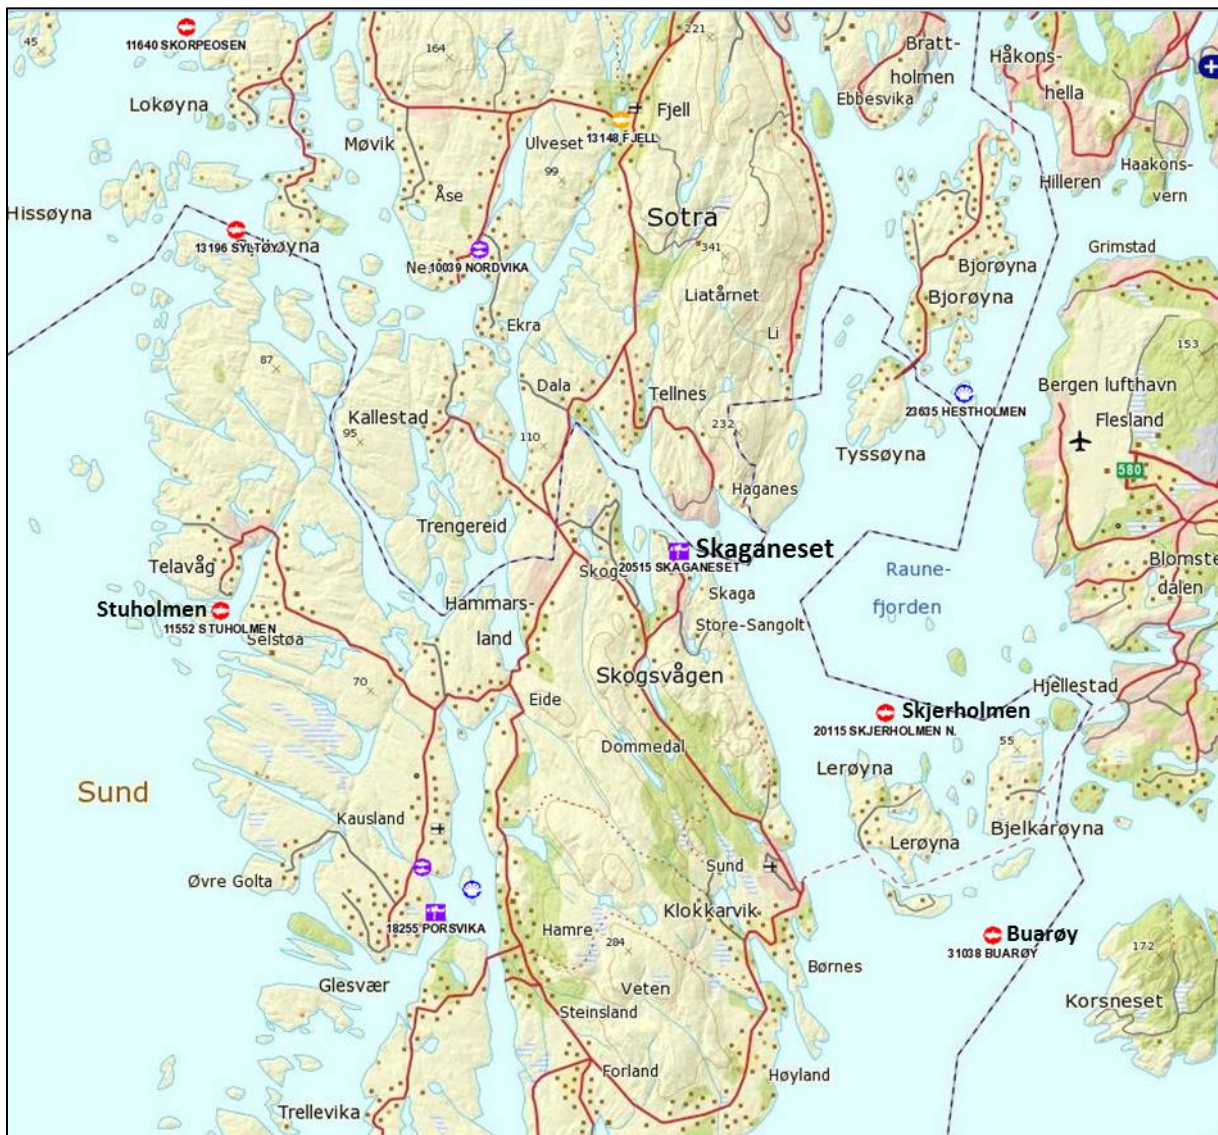 45
11640 SKORPEOSEN
164
221
Bratt-
holmen
Håkons-
hella
Lokøyna
Møvik
Ulveset
13148 FJELL
Fjell
Ebbesvika
Åse
99
Hilleren
Haakons-
vern
Hissøyna
13196 SYLTØY
Sotra
341
Grimstad
10039 NORDVIKA
Liatårnet
Bjorøyna
Bjorøyna
Ekra
Li
153
87
Dala
Tellnes
Bergen lufthavn
Flesland
23635 HESTHOLMEN
Kallestad
95
110
232
Tyssøyna
580
Haganes
Trengereid
Skaganeset
20515 SKAGANESET
Telavåg
Skoge
Raune-
fjorden
Blomste
dalen
Skaga
Stuholmen
11552 STUHOLMEN
Hammars-
land
Store-Sangolt
Selstøa
Skogsvågen
70
Eide
Hjellestad
Skjerholmen
20115 SKJERHOLMEN N.
Dommedal
55
Lerøyna
Sund
Kausland
Bjelkarøyna
Lerøyna
Øvre Golta
Sund
Klokkarvik
18255 PORSVIKA
Hamre
284
Buarøy
31038 BUARØY
172
Børnes
Glesvær
Veten
Korsneset
Steinsland
Forland
Høyland
Trellevika